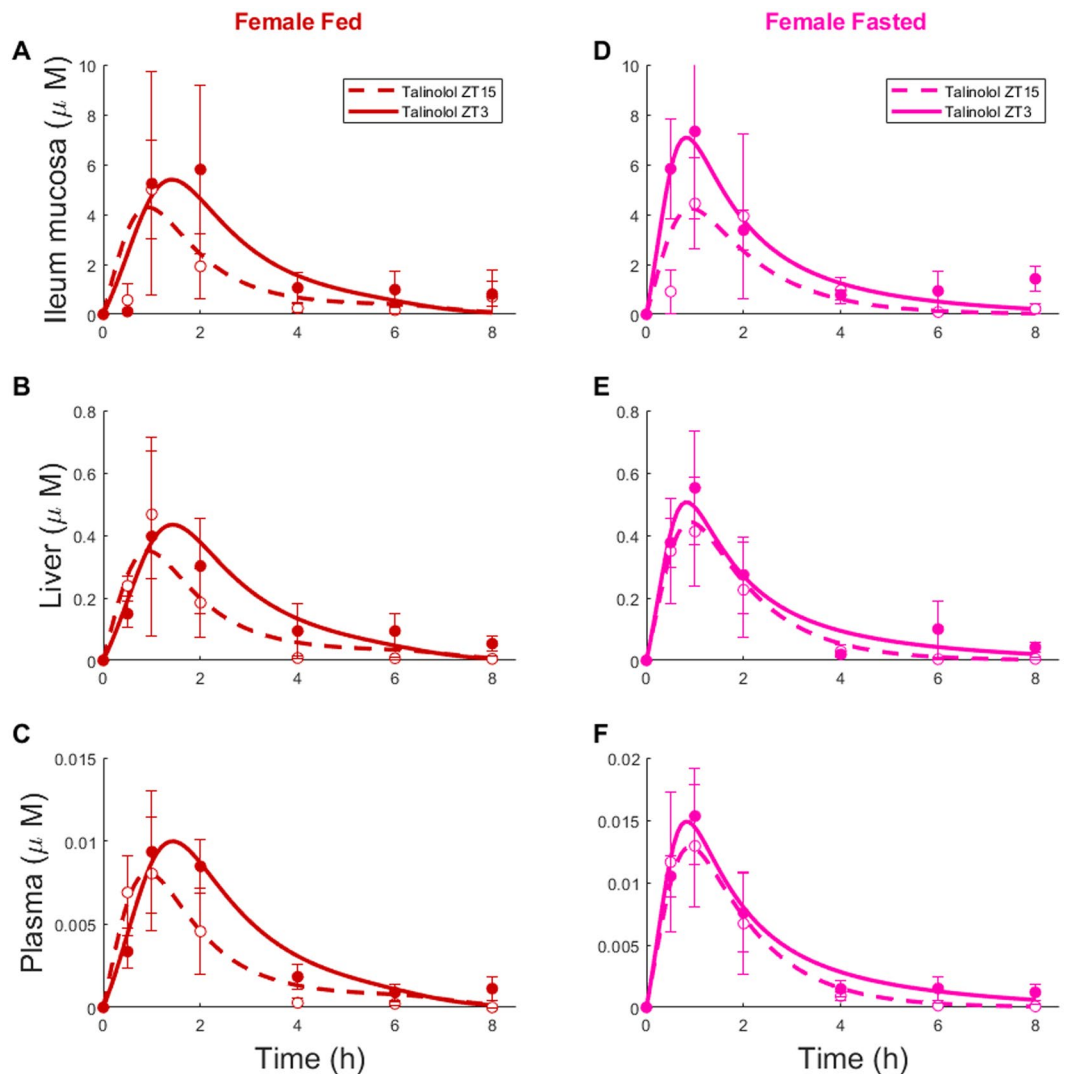 Female Fed
Female Fasted
A
Ileum mucosa (μ M)
10
8
6
4
2
0
0 2 4 6 8
Talinolol ZT15
Talinolol ZT3
D
10
8
6
4
2
0
0 2 4 6 8
Talinolol ZT15
Talinolol ZT3
B
Liver (μ M)
0.8
0.6
0.4
0.2
0
0 2 4 6 8
E
0.8
0.6
0.4
0.2
0
0 2 4 6 8
C
Plasma (μ M)
0.015
0.01
0.005
0
0 2 4 6 8
Time (h)
F
0.02
0.015
0.01
0.005
0
0 2 4 6 8
Time (h)